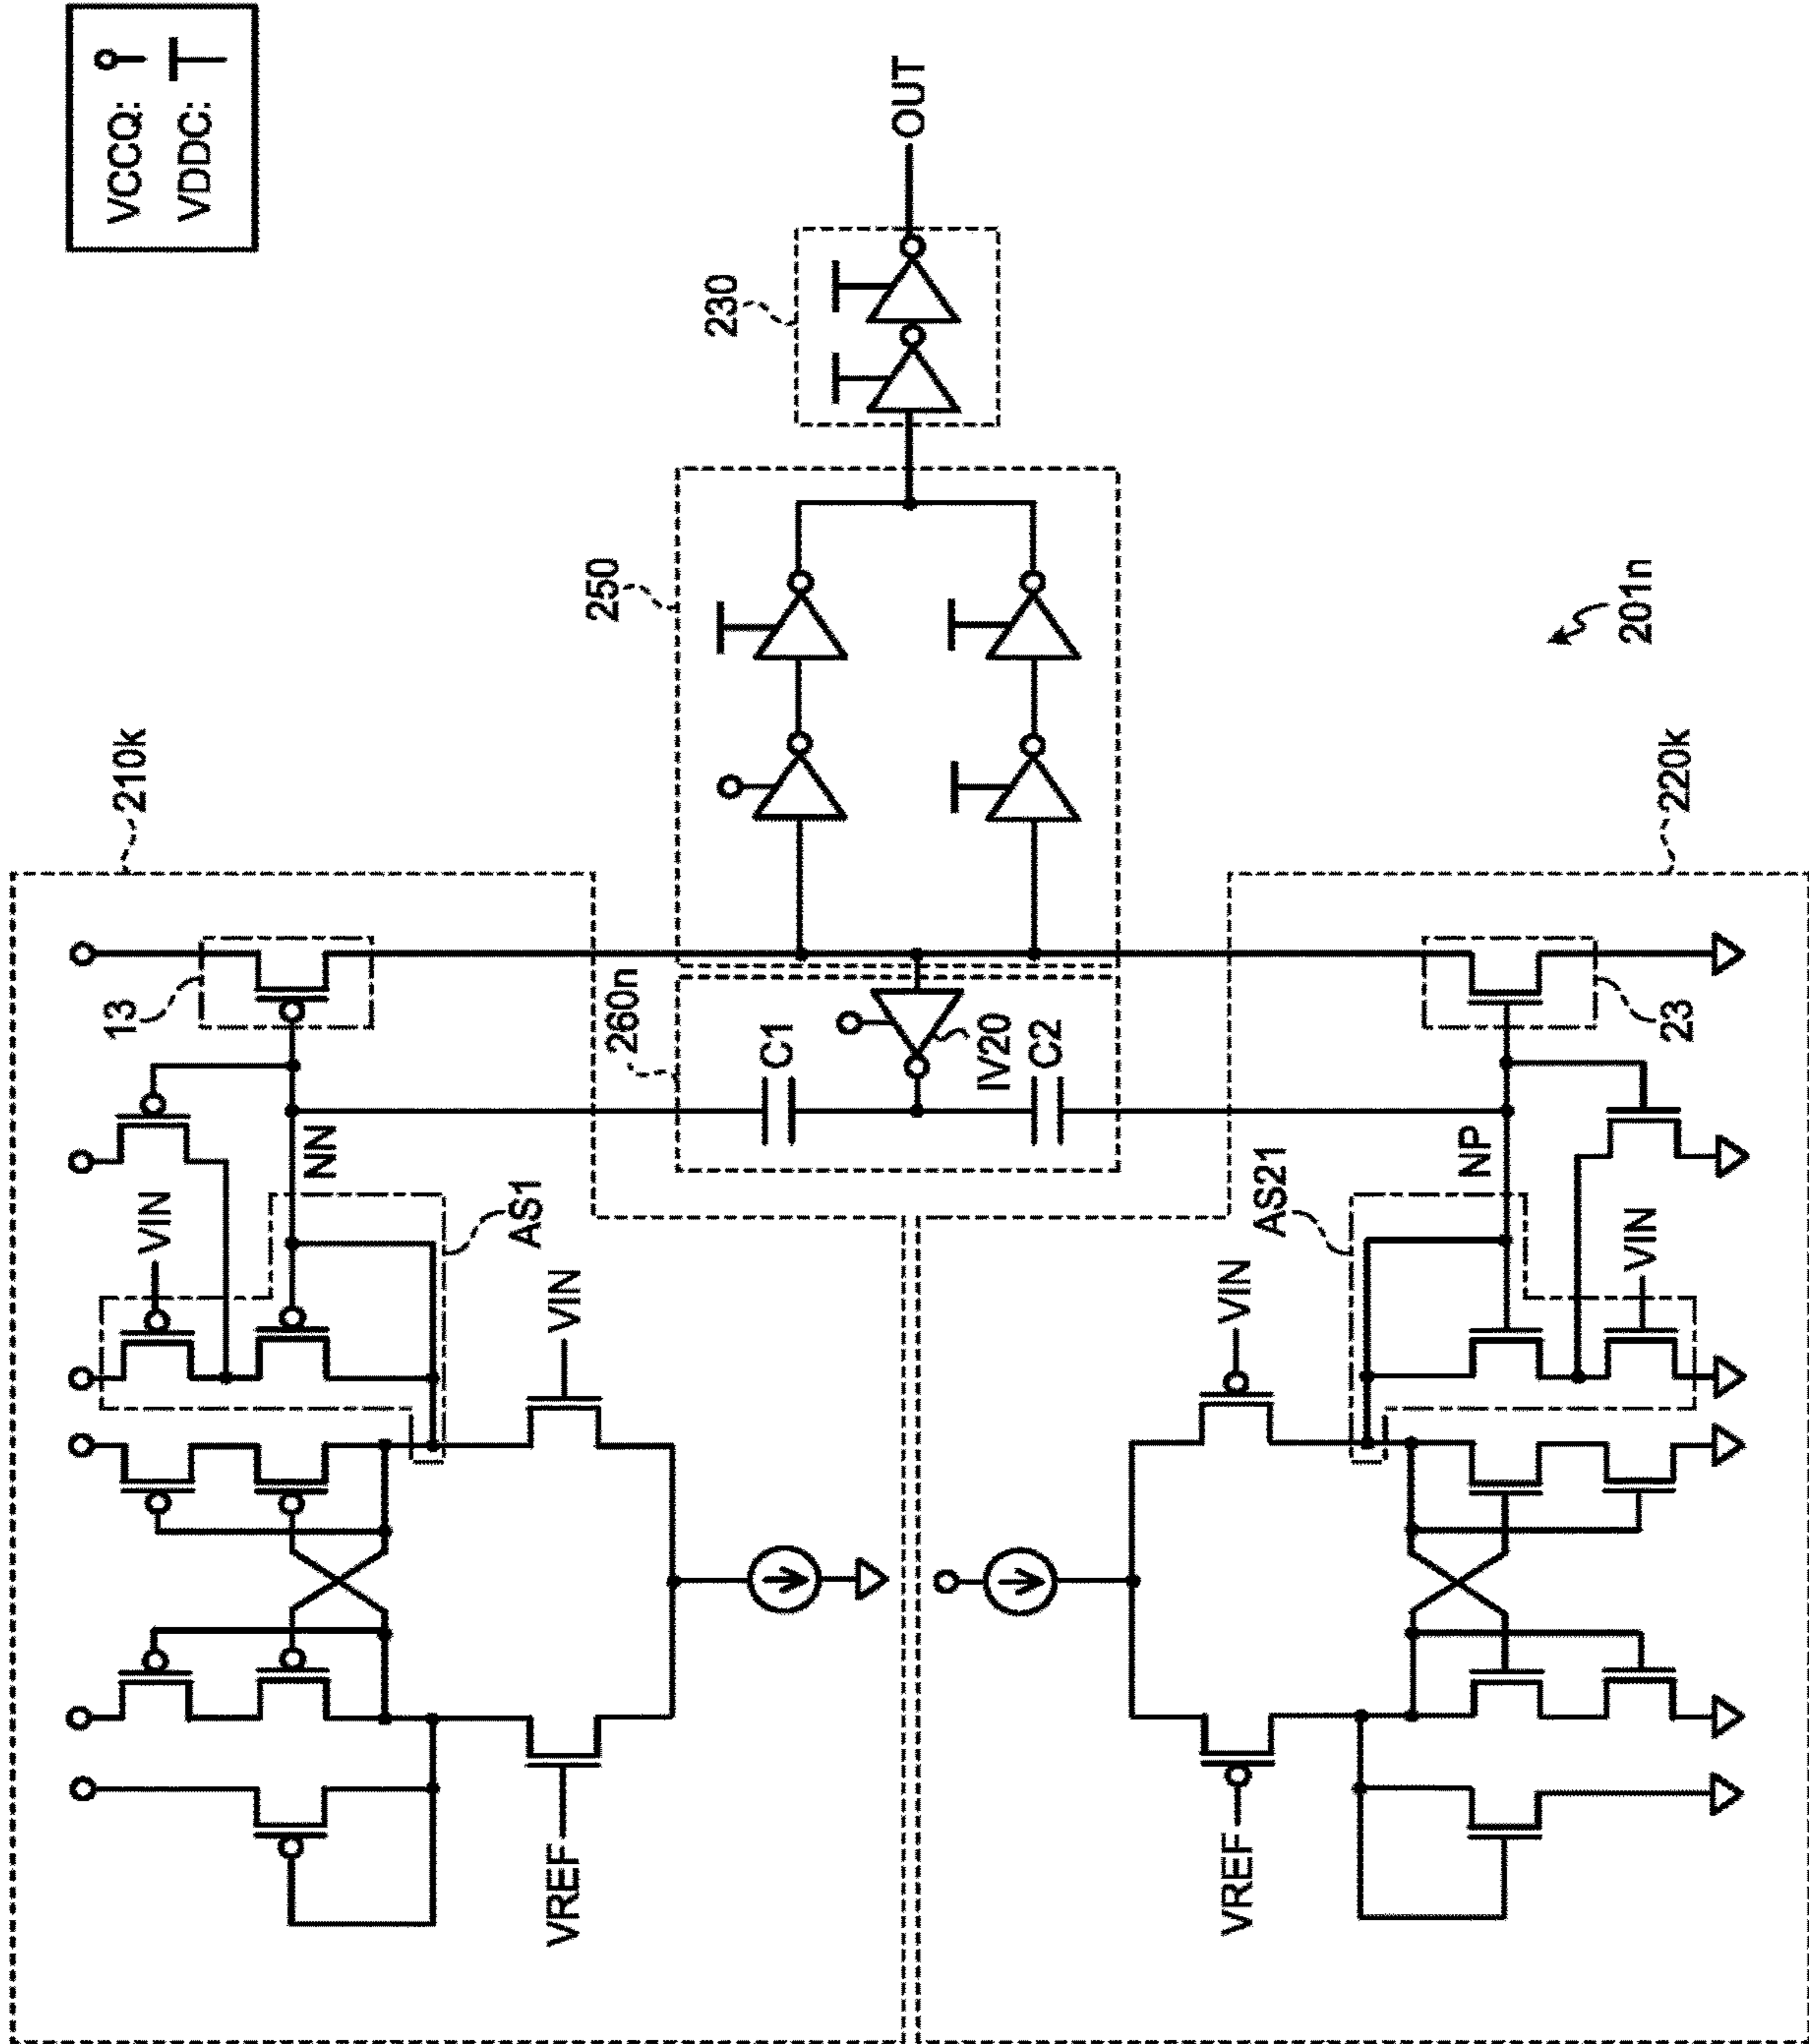 VCCQ:
VDDC:
210k
13
VIN
NN
AS1
VIN
VREF
260n
C1
IV20
C2
250
230
OUT
220k
201n
23
NP
AS21
VIN
VIN
VREF